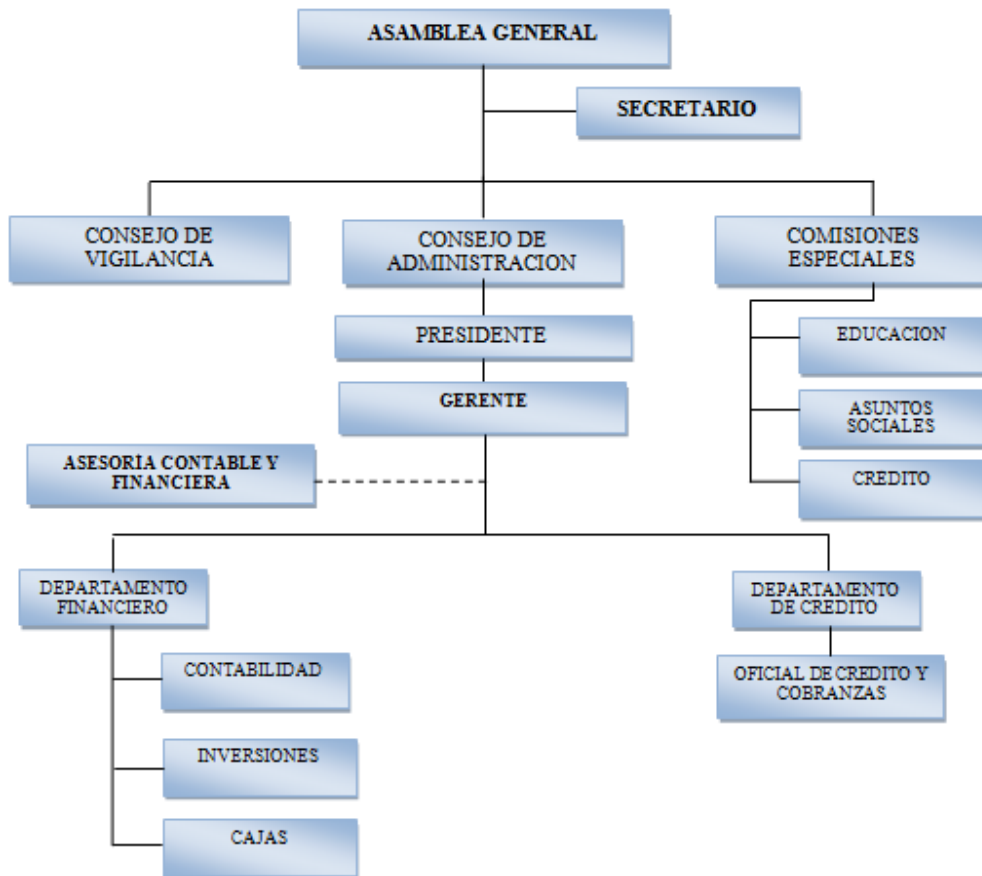 ASAMBLEA GENERAL
SECRETARIO
CONSEJO DE
VIGILANCIA
CONSEJO DE
ADMINISTRACION
COMISIONES
ESPECIALES
PRESIDENTE
EDUCACION
GERENTE
ASUNTOS
SOCIALES
ASESORÍA CONTABLE Y
FINANCIERA
CREDITO
DEPARTAMENTO
FINANCIERO
DEPARTAMENTO
DE CREDITO
CONTABILIDAD
OFICIAL DE CREDITO Y
COBRANZAS
INVERSIONES
CAJAS